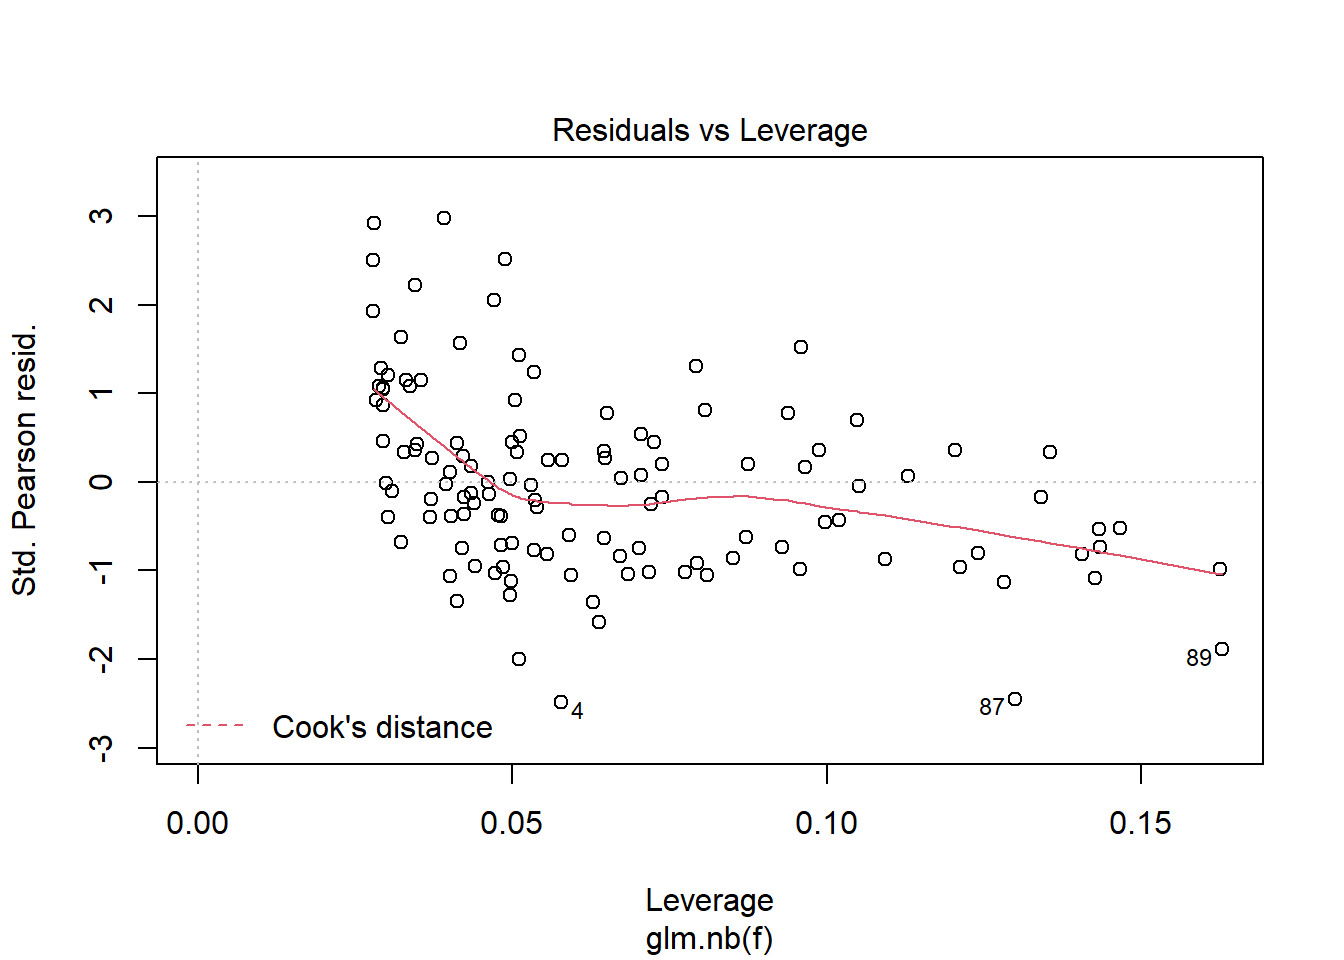 Residuals vs Leverage
Std. Pearson resid.
3
2
1
0
-1
-2
-3
89
87
4
Cook's distance
0.00 0.05 0.10 0.15
Leverage
glm.nb(f)